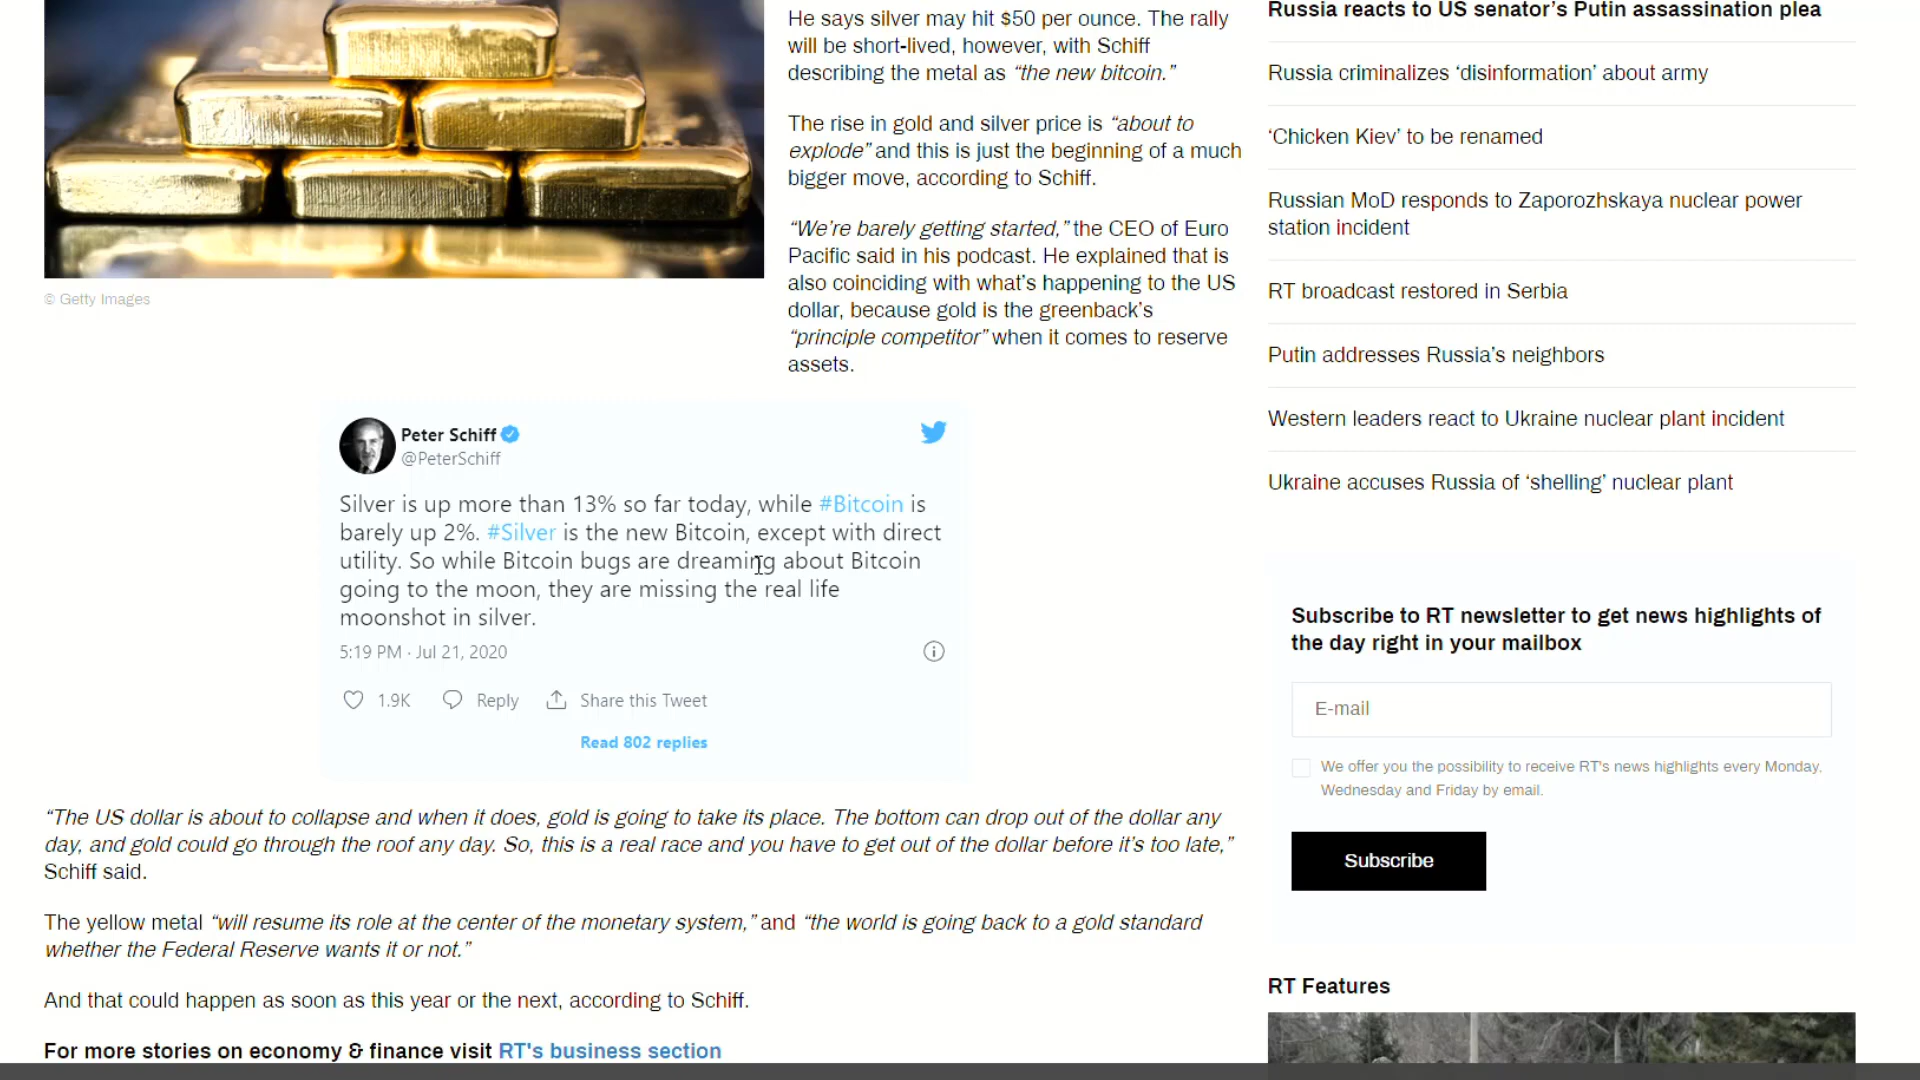 He says silver may hit $50 per ounce. The rally
will be short-lived, however, with Schiff
describing the metal as “the new bitcoin.”
The rise in gold and silver price is “about to
explode” and this is just the beginning of a much
bigger move, according to Schiff.
“We’re barely getting started,” the CEO of Euro
Pacific said in his podcast. He explained that is
also coinciding with what’s happening to the US
dollar, because gold is the greenback’s
“principle competitor” when it comes to reserve
assets.
© Getty Images
Peter Schiff
@PeterSchiff
Silver is up more than 13% so far today, while #Bitcoin is
barely up 2%. #Silver is the new Bitcoin, except with direct
utility. So while Bitcoin bugs are dreaming about Bitcoin
going to the moon, they are missing the real life
moonshot in silver.
5:19 PM · Jul 21, 2020
1.9K Reply Share this Tweet
Read 802 replies
“The US dollar is about to collapse and when it does, gold is going to take its place. The bottom can drop out of the dollar any
day, and gold could go through the roof any day. So, this is a real race and you have to get out of the dollar before it’s too late,”
Schiff said.
The yellow metal “will resume its role at the center of the monetary system,” and “the world is going back to a gold standard
whether the Federal Reserve wants it or not.”
And that could happen as soon as this year or the next, according to Schiff.
For more stories on economy & finance visit RT's business section
Russia reacts to US senator’s Putin assassination plea
Russia criminalizes ‘disinformation’ about army
‘Chicken Kiev’ to be renamed
Russian MoD responds to Zaporozhskaya nuclear power
station incident
RT broadcast restored in Serbia
Putin addresses Russia’s neighbors
Western leaders react to Ukraine nuclear plant incident
Ukraine accuses Russia of ‘shelling’ nuclear plant
Subscribe to RT newsletter to get news highlights of
the day right in your mailbox
E-mail
We offer you the possibility to receive RT's news highlights every Monday,
Wednesday and Friday by email.
Subscribe
RT Features